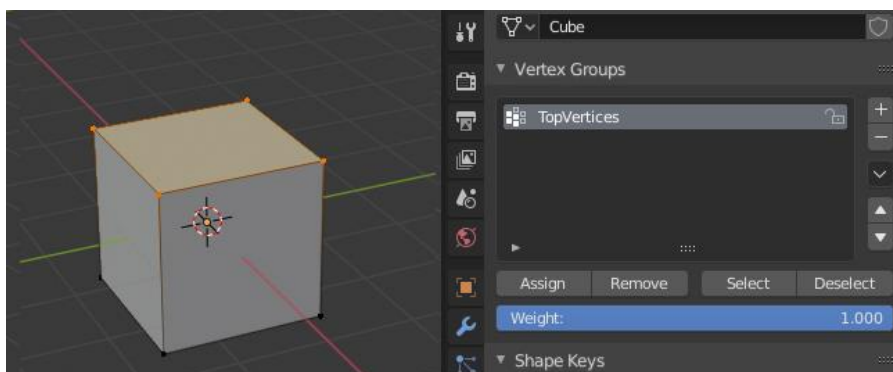 Cube
Vertex Groups
TopVertices
Assign Remove Select Deselect
Weight: 1.000
Shape Keys